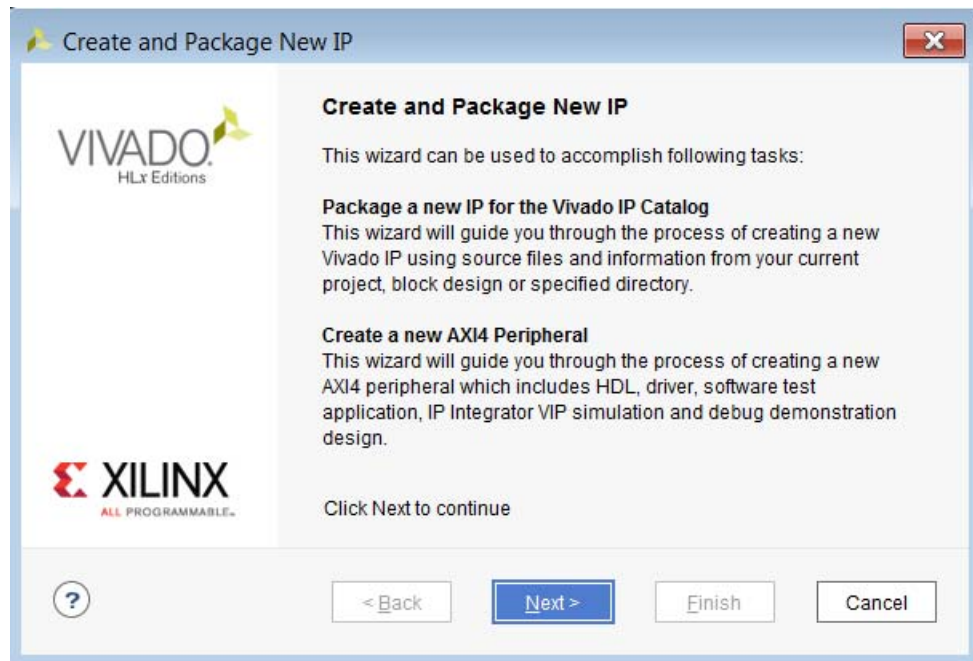 Create and Package New IP
VIVADO.
HLx Editions
Create and Package New IP
This wizard can be used to accomplish following tasks:
Package a new IP for the Vivado IP Catalog
This wizard will guide you through the process of creating a new
Vivado IP using source files and information from your current
project, block design or specified directory.
Create a new AXI4 Peripheral
This wizard will guide you through the process of creating a new
AXI4 peripheral which includes HDL, driver, software test
application, IP Integrator VIP simulation and debug demonstration
design.
XILINX
ALL PROGRAMMABLE.
Click Next to continue
?
< Back
Next >
Finish
Cancel